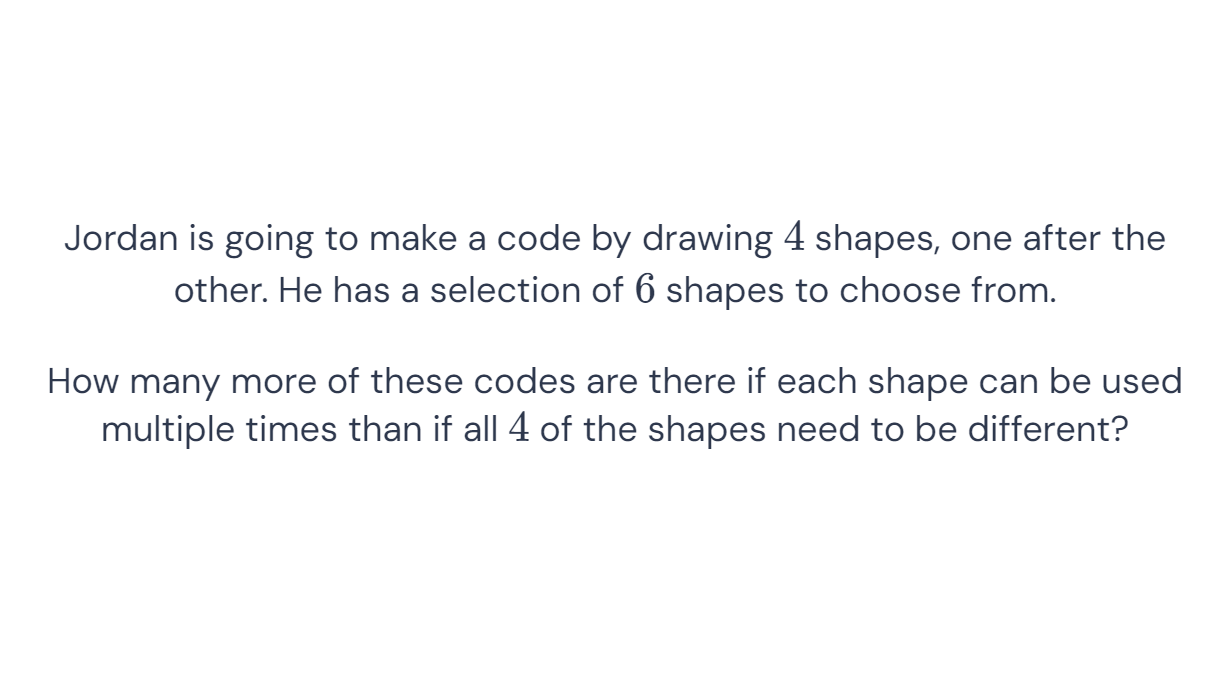 Jordan is going to make a code by drawing 4 shapes, one after the
other. He has a selection of 6 shapes to choose from.
How many more of these codes are there if each shape can be used
multiple times than if all 4 of the shapes need to be different?